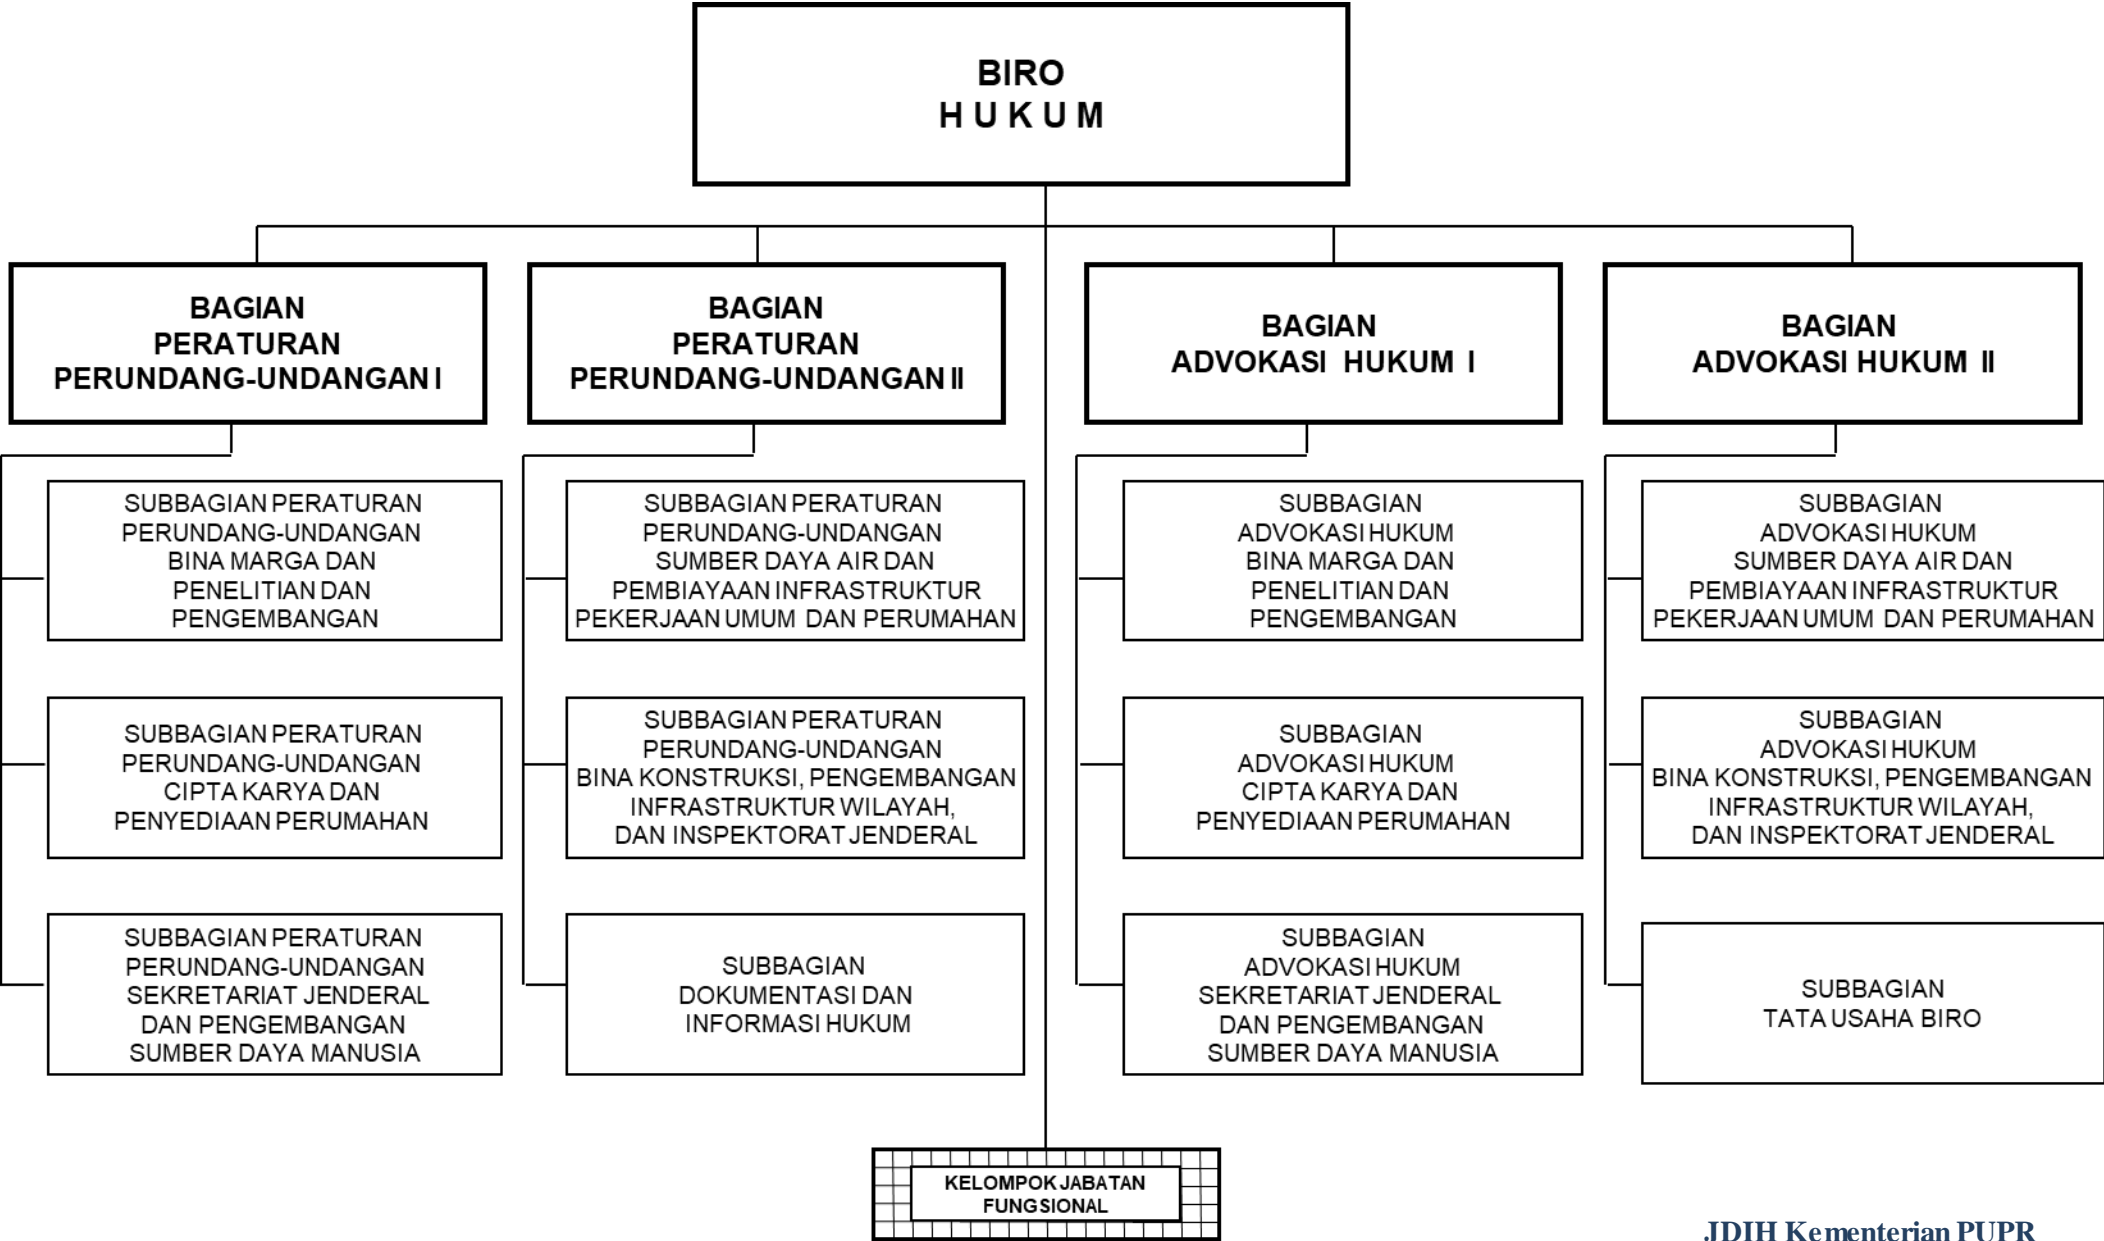 BIRO
H U K U M
BAGIAN
PERATURAN
PERUNDANG-UNDANGAN I
BAGIAN
PERATURAN
PERUNDANG-UNDANGAN II
BAGIAN
ADVOKASI HUKUM I
BAGIAN
ADVOKASI HUKUM II
SUBBAGIAN PERATURAN
PERUNDANG-UNDANGAN
BINA MARGA DAN
PENELITIAN DAN
PENGEMBANGAN
SUBBAGIAN PERATURAN
PERUNDANG-UNDANGAN
SUMBER DAYA AIR DAN
PEMBIAYAAN INFRASTRUKTUR
PEKERJAAN UMUM DAN PERUMAHAN
SUBBAGIAN
ADVOKASI HUKUM
BINA MARGA DAN
PENELITIAN DAN
PENGEMBANGAN
SUBBAGIAN
ADVOKASI HUKUM
SUMBER DAYA AIR DAN
PEMBIAYAAN INFRASTRUKTUR
PEKERJAAN UMUM DAN PERUMAHAN
SUBBAGIAN PERATURAN
PERUNDANG-UNDANGAN
CIPTA KARYA DAN
PENYEDIAAN PERUMAHAN
SUBBAGIAN PERATURAN
PERUNDANG-UNDANGAN
BINA KONSTRUKSI, PENGEMBANGAN
INFRASTRUKTUR WILAYAH,
DAN INSPEKTORAT JENDERAL
SUBBAGIAN
ADVOKASI HUKUM
CIPTA KARYA DAN
PENYEDIAAN PERUMAHAN
SUBBAGIAN
ADVOKASI HUKUM
BINA KONSTRUKSI, PENGEMBANGAN
INFRASTRUKTUR WILAYAH,
DAN INSPEKTORAT JENDERAL
SUBBAGIAN PERATURAN
PERUNDANG-UNDANGAN
SEKRETARIAT JENDERAL
DAN PENGEMBANGAN
SUMBER DAYA MANUSIA
SUBBAGIAN
DOKUMENTASI DAN
INFORMASI HUKUM
SUBBAGIAN
ADVOKASI HUKUM
SEKRETARIAT JENDERAL
DAN PENGEMBANGAN
SUMBER DAYA MANUSIA
SUBBAGIAN
TATA USAHA BIRO
KELOMPOK JABATAN
FUNGSIONAL
JDIH Kementerian PUPR